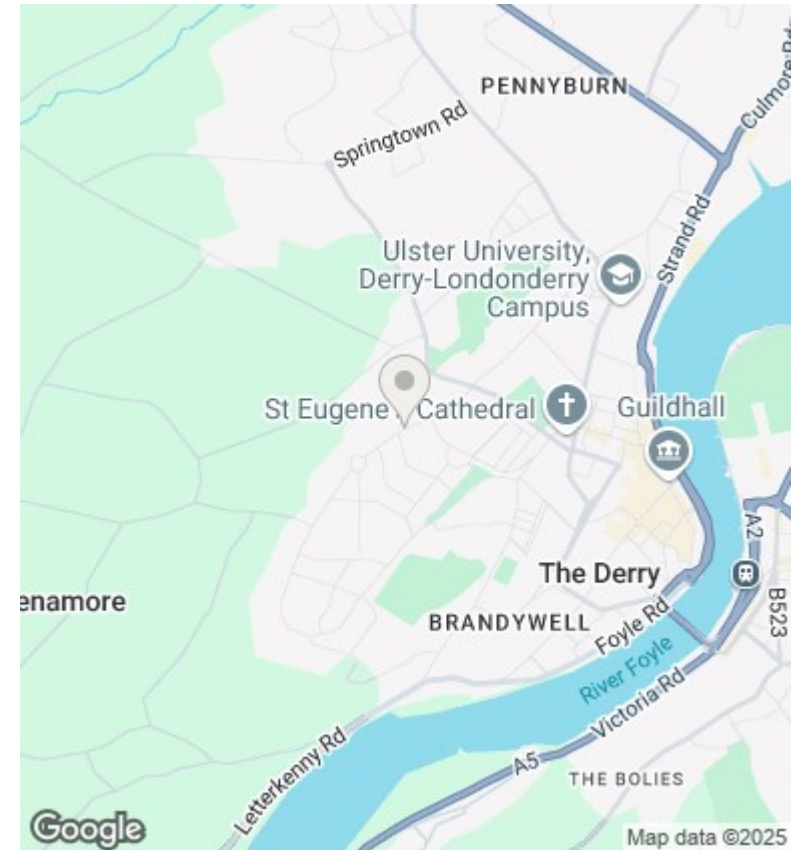 PENNYBURN
Culmore Rd
Springtown Rd
Strand Rd
Ulster University,
Derry-Londonderry
Campus
St Eugene
Cathedral
Guildhall
A2
The Derry
enamore
B523
BRANDYWELL
Foyle Rd
River Foyle
Victoria Rd
Letterkenny Rd
A5
THE BOLIES
Google
Map data ©2025